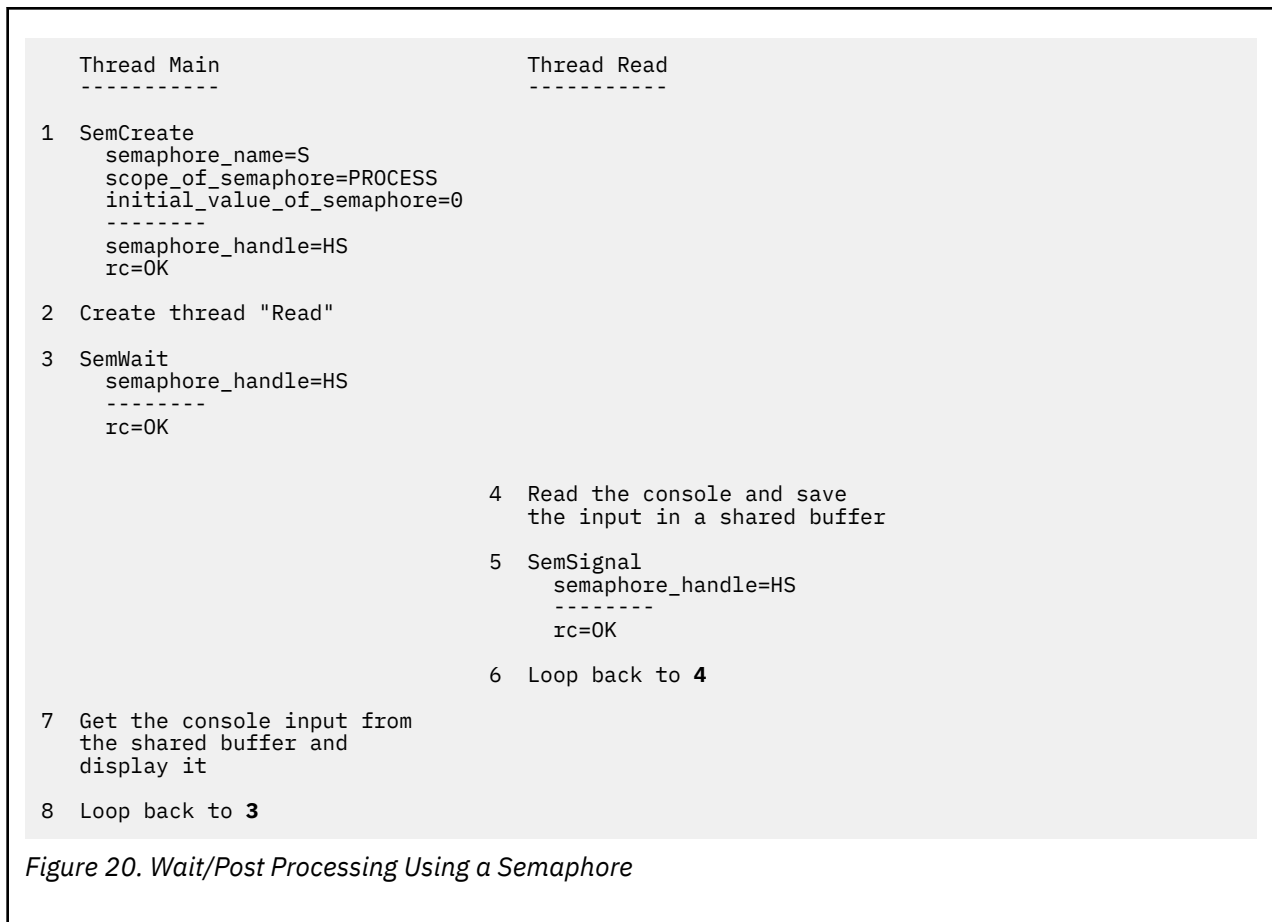 Thread Main Thread Read
----------- -----------
1 SemCreate
semaphore_name=S
scope_of_semaphore=PROCESS
initial_value_of_semaphore=0
--------
semaphore_handle=HS
rc=OK
2 Create thread "Read"
3 SemWait
semaphore_handle=HS
--------
rc=OK
4 Read the console and save
the input in a shared buffer
5 SemSignal
semaphore_handle=HS
--------
rc=OK
6 Loop back to 4
7 Get the console input from
the shared buffer and
display it
8 Loop back to 3
Figure 20. Wait/Post Processing Using a Semaphore